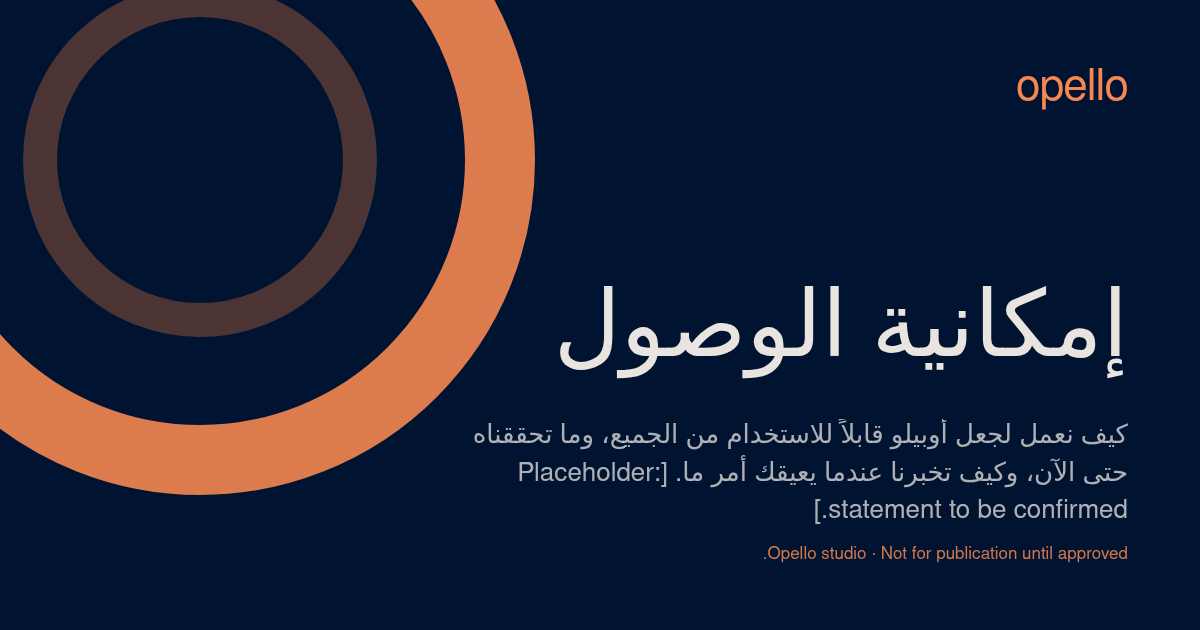 opello
إمكانية الوصول
كيف نعمل لجعل أوبيلو قابلاً للاستخدام من الجميع، وما تحققناه
حتى الآن، وكيف تخبرنا عندما يعيقك أمر ما. [Placeholder:
statement to be confirmed.]
Opello studio · Not for publication until approved.